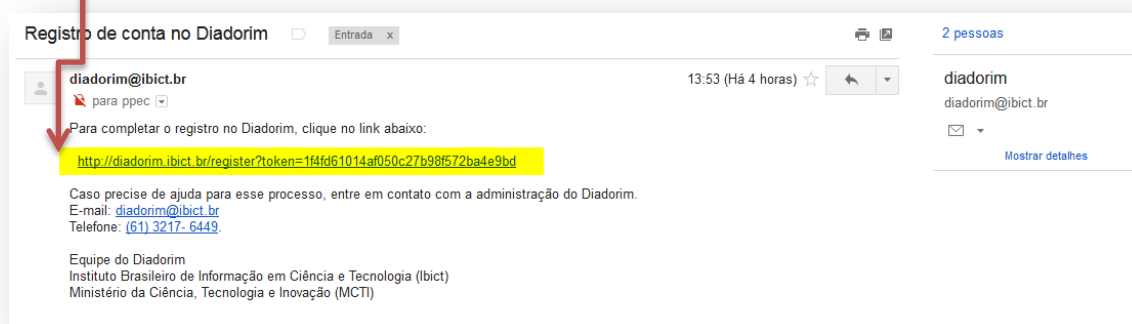 Registro de conta no Diadorim
Entrada x
2 pessoas
diadorim@ibict.br
13:53 (Há 4 horas)
para ppec
diadorim
diadorim@ibict.br
Mostrar detalhes
Para completar o registro no Diadorim, clique no link abaixo:
http://diadorim.ibict.br/register?token=1f4fd61014af050c27b98f572ba4e9bd
Caso precise de ajuda para esse processo, entre em contato com a administração do Diadorim.
E-mail: diadorim@ibict.br
Telefone: (61) 3217- 6449.
Equipe do Diadorim
Instituto Brasileiro de Informação em Ciência e Tecnologia (Ibict)
Ministério da Ciência, Tecnologia e Inovação (MCTI)